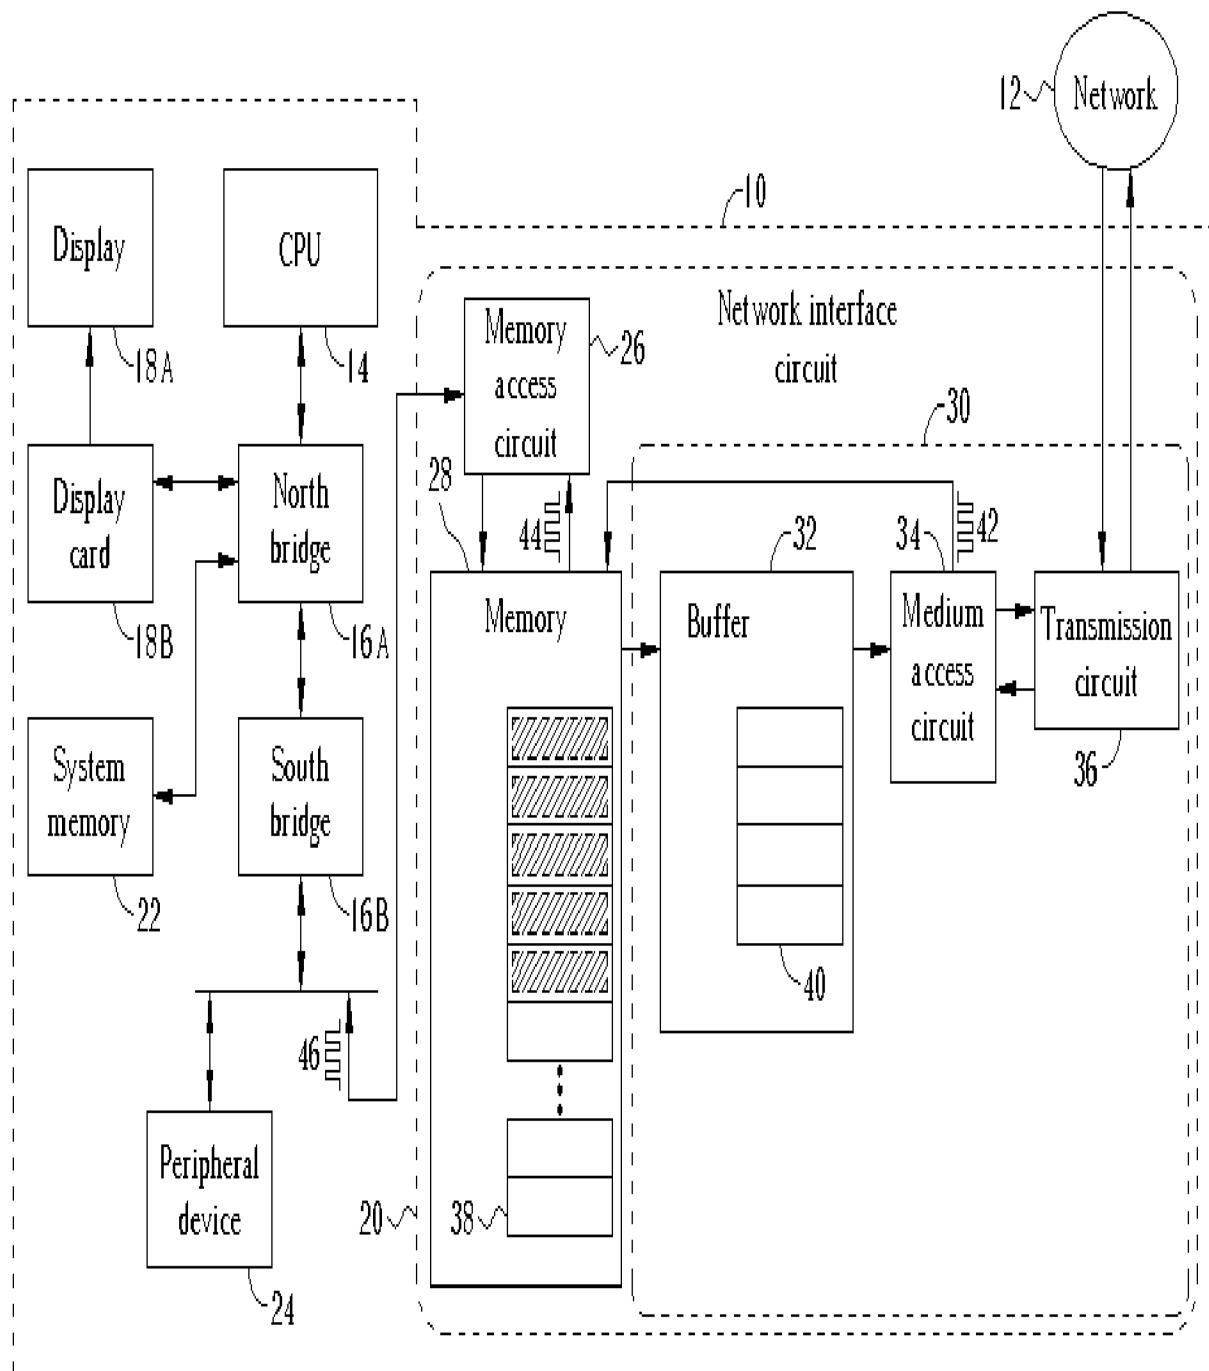 12
Network
10
Display
CPU
18A
14
Network interface
circuit
Memory
access
circuit
26
30
Display
card
North
bridge
28
44
42
32
34
18B
16A
Memory
Buffer
Medium
access
circuit
Transmission
circuit
36
System
memory
South
bridge
22
16B
40
46
Peripheral
device
20
38
24